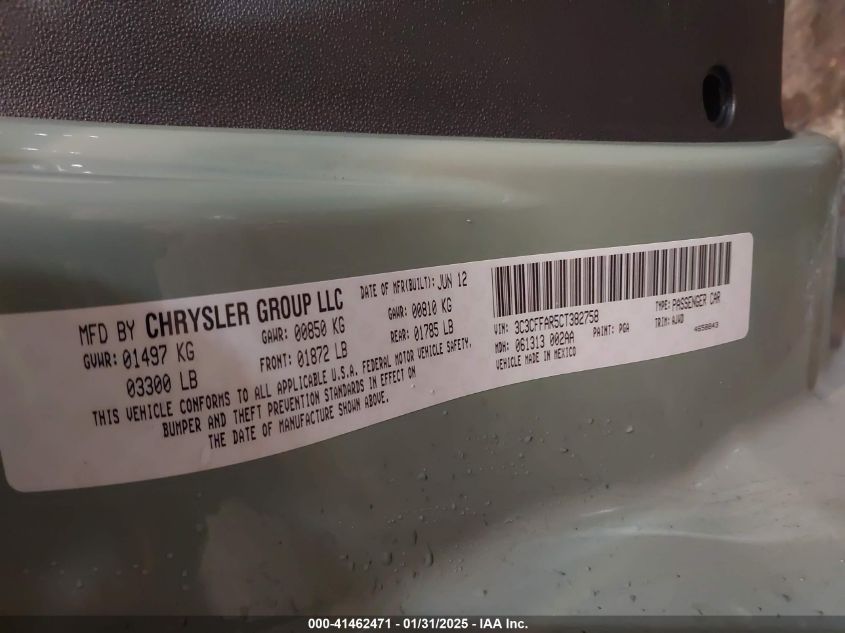 MFD BY CHRYSLER GROUP LLC DATE OF MFR(BUILT): JUN 12
GVWR: 01497 KG GAWR: 00850 KG GAWR: 00810 KG
03300 LB FRONT: 01872 LB REAR: 01785 LB
THIS VEHICLE CONFORMS TO ALL APPLICABLE U.S.A. FEDERAL MOTOR VEHICLE SAFETY,
BUMPER AND THEFT PREVENTION STANDARDS IN EFFECT ON
THE DATE OF MANUFACTURE SHOWN ABOVE.
VIN: 3C3CFFAR5CT382758 TYPE: PASSENGER CAR
MDH: 061313 002AA PAINT: PGA TRIM: AJWD
VEHICLE MADE IN MEXICO 4658843
000-41462471 - 01/31/2025 - IAA Inc.